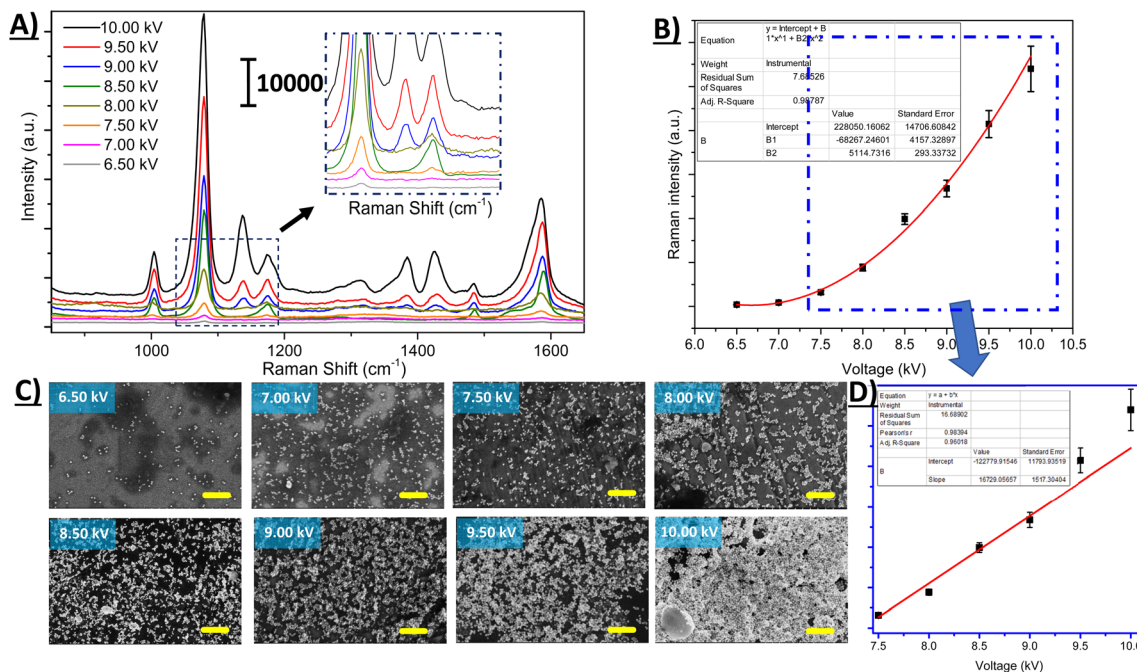 A)
10.00 kV
9.50 kV
9.00 kV
8.50 kV
8.00 kV
7.50 kV
7.00 kV
6.50 kV
10000
Raman Shift (cm-1)
Intensity (a.u.)
1000 1200 1400 1600
Raman Shift (cm-1)
B)
Equation y = Intercept + B
1*x^1 + B2*x^2
Weight Instrumental
Residual Sum
of Squares
Adj. R-Square
Value Standard Error
B Intercept 228050.16062 14706.60842
B1 -68267.24601 4157.32897
B2 5114.7316 293.33732
Raman intensity (a.u.)
6.0 6.5 7.0 7.5 8.0 8.5 9.0 9.5 10.0 10.5
Voltage (kV)
C)
6.50 kV
7.00 kV
7.50 kV
8.00 kV
8.50 kV
9.00 kV
9.50 kV
10.00 kV
D)
Equation y = a + b*x
Weight Instrumental
Residual Sum
of Squares 16.68902
Pearson's r 0.98394
Adj. R-Square 0.96018
Value Standard Error
B Intercept -122779.91546 11793.93519
Slope 16729.05657 1517.30404
7.5 8.0 8.5 9.0 9.5 10.0
Voltage (kV)